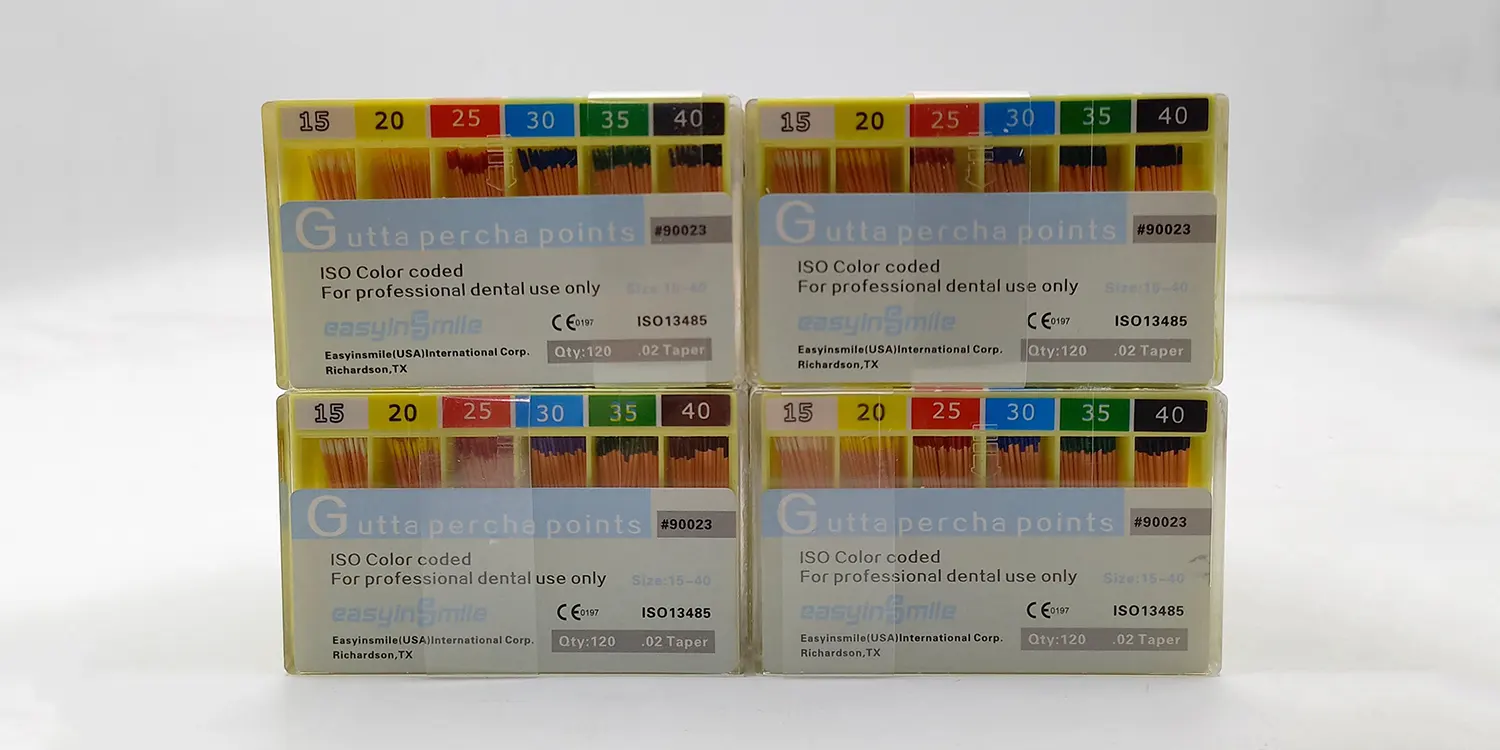 15 20 25 30 35 40
Gutta percha points #90023
ISO Color coded
For professional dental use only Size:15-40
easyinsmile CE0197 ISO13485
Easyinsmile(USA)International Corp. Qty:120 .02 Taper
Richardson,TX
15 20 25 30 35 40
Gutta percha points #90023
ISO Color coded
For professional dental use only Size:15-40
easyinsmile CE0197 ISO13485
Easyinsmile(USA)International Corp. Qty:120 .02 Taper
Richardson,TX
15 20 25 30 35 40
Gutta percha points #90023
ISO Color coded
For professional dental use only Size:15-40
easyinsmile CE0197 ISO13485
Easyinsmile(USA)International Corp. Qty:120 .02 Taper
Richardson,TX
15 20 25 30 35 40
Gutta percha points #90023
ISO Color coded
For professional dental use only Size:15-40
easyinsmile CE0197 ISO13485
Easyinsmile(USA)International Corp. Qty:120 .02 Taper
Richardson,TX